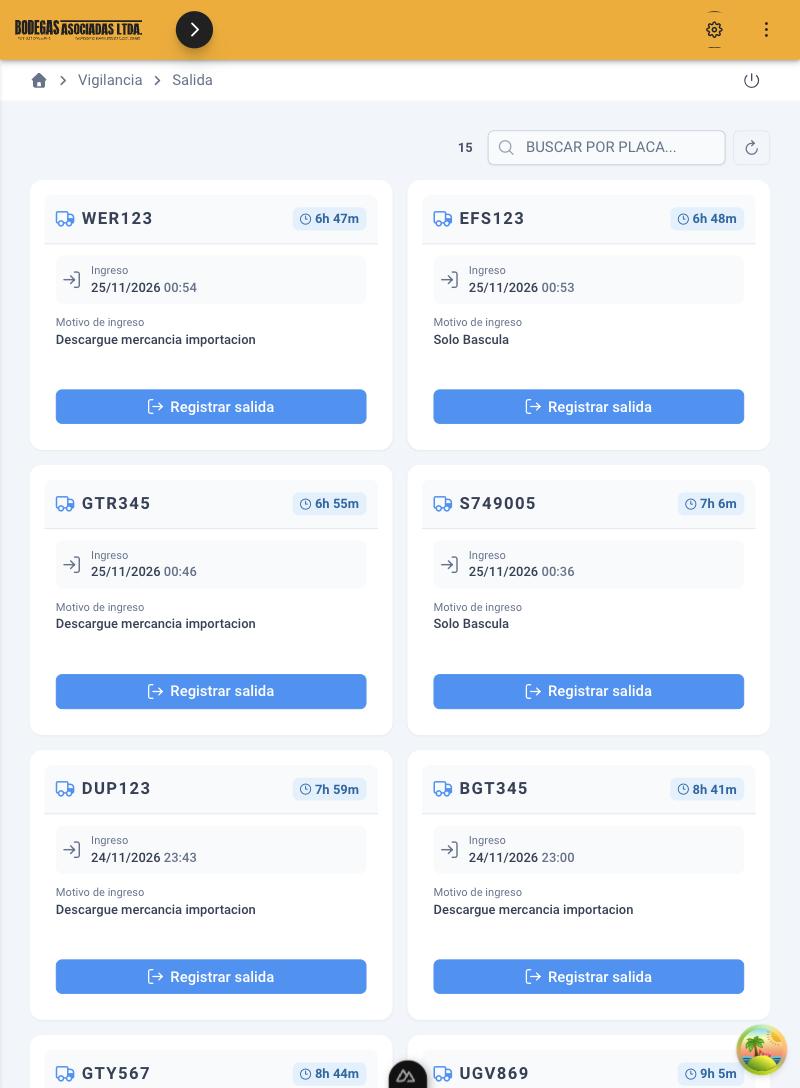 BODEGAS ASOCIADAS LTDA.
Vigilancia
Salida
15
BUSCAR POR PLACA...
WER123
6h 47m
Ingreso
25/11/2026 00:54
Motivo de ingreso
Descargue mercancia importacion
Registrar salida
EFS123
6h 48m
Ingreso
25/11/2026 00:53
Motivo de ingreso
Solo Bascula
Registrar salida
GTR345
6h 55m
Ingreso
25/11/2026 00:46
Motivo de ingreso
Descargue mercancia importacion
Registrar salida
S749005
7h 6m
Ingreso
25/11/2026 00:36
Motivo de ingreso
Solo Bascula
Registrar salida
DUP123
7h 59m
Ingreso
24/11/2026 23:43
Motivo de ingreso
Descargue mercancia importacion
Registrar salida
BGT345
8h 41m
Ingreso
24/11/2026 23:00
Motivo de ingreso
Descargue mercancia importacion
Registrar salida
GTY567
8h 44m
UGV869
9h 5m